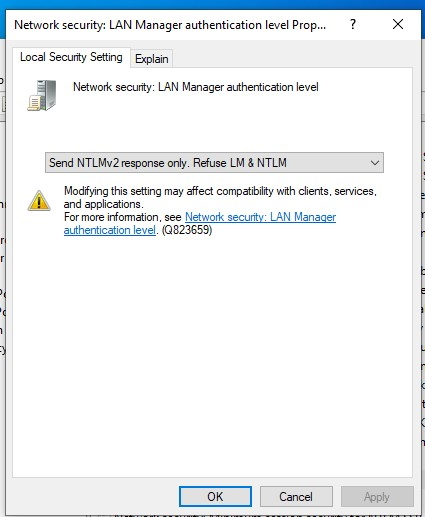 Network security: LAN Manager authentication level Prop...
Local Security Setting
Explain
Network security: LAN Manager authentication level
Send NTLMv2 response only. Refuse LM & NTLM
Modifying this setting may affect compatibility with clients, services,
and applications.
For more information, see Network security: LAN Manager
authentication level. (Q823659)
OK
Cancel
Apply